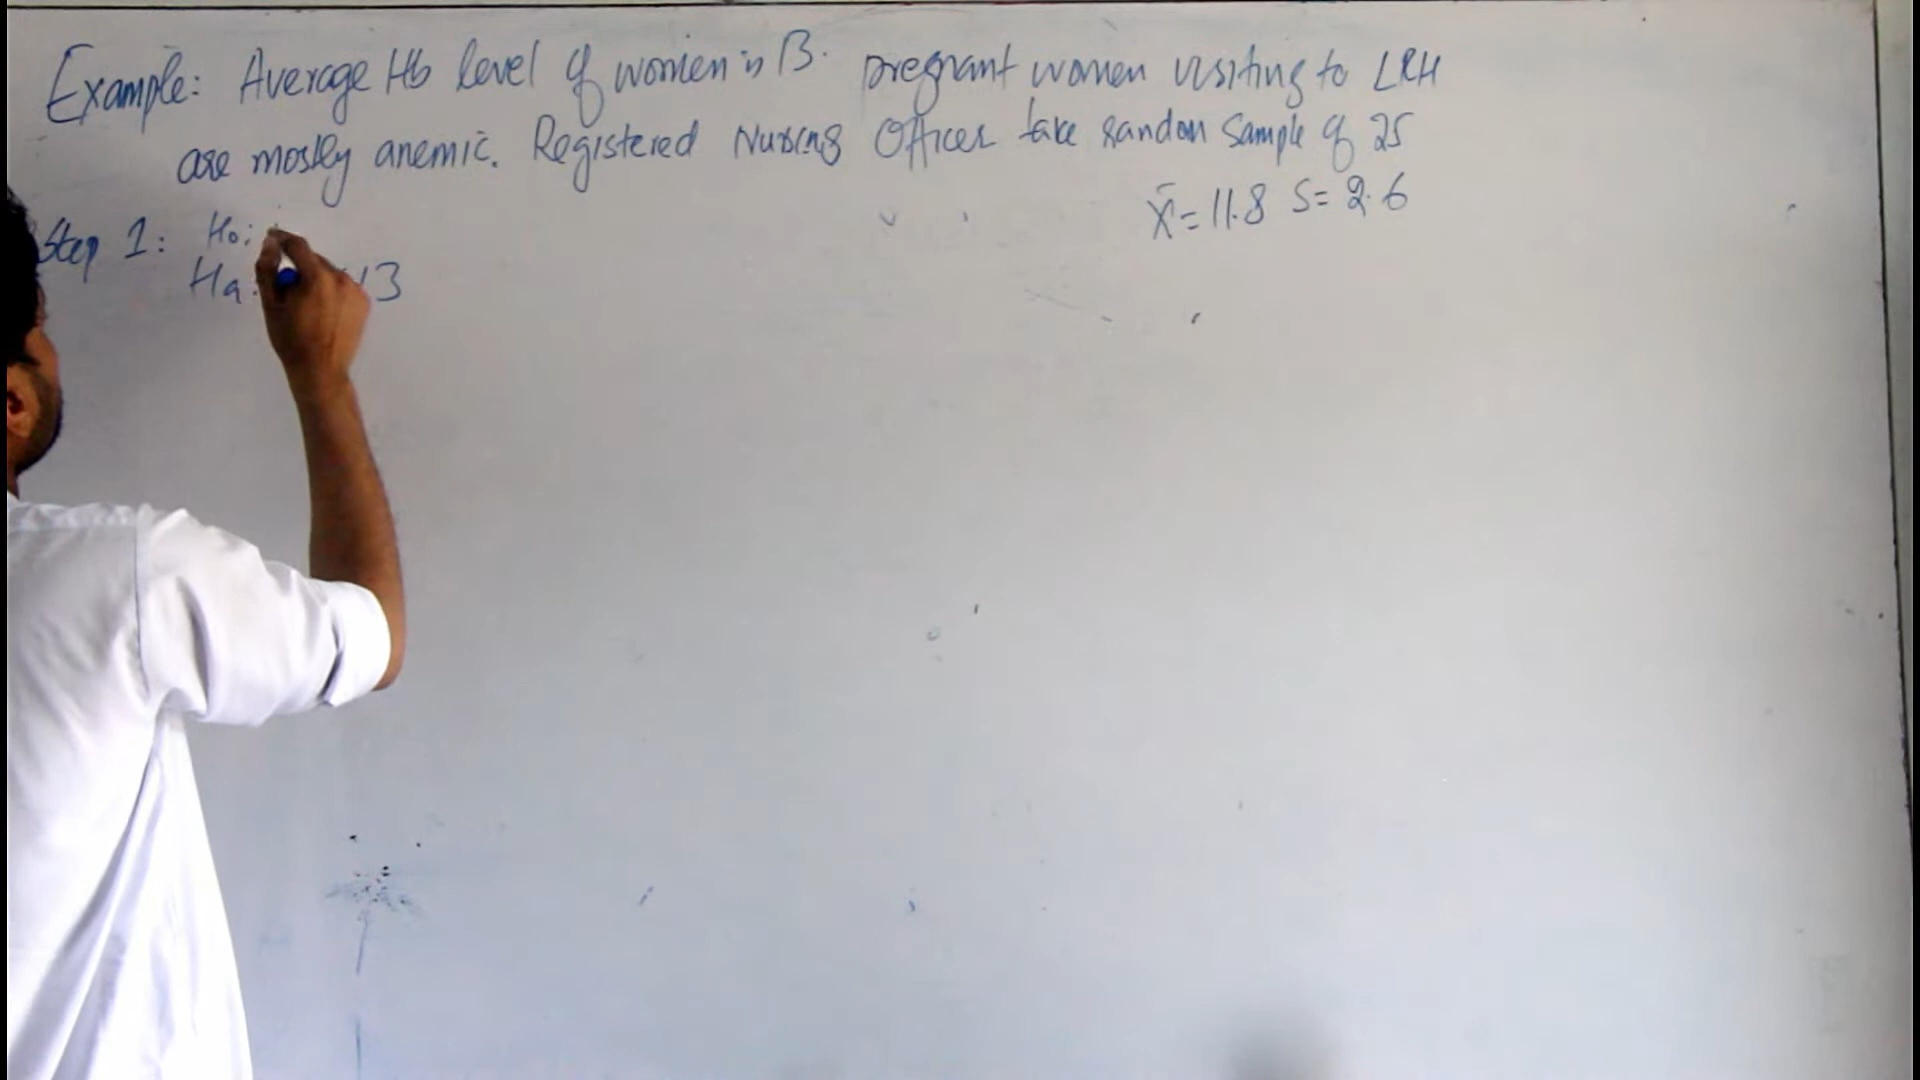 Example: Average Hb level of women is 13. pregnant women visiting to LRH
are mostly anemic. Registered Nursing Officer take random sample of 25
x̄ = 11.8 S = 2.6
Step 1: Ho:
Ha: 13